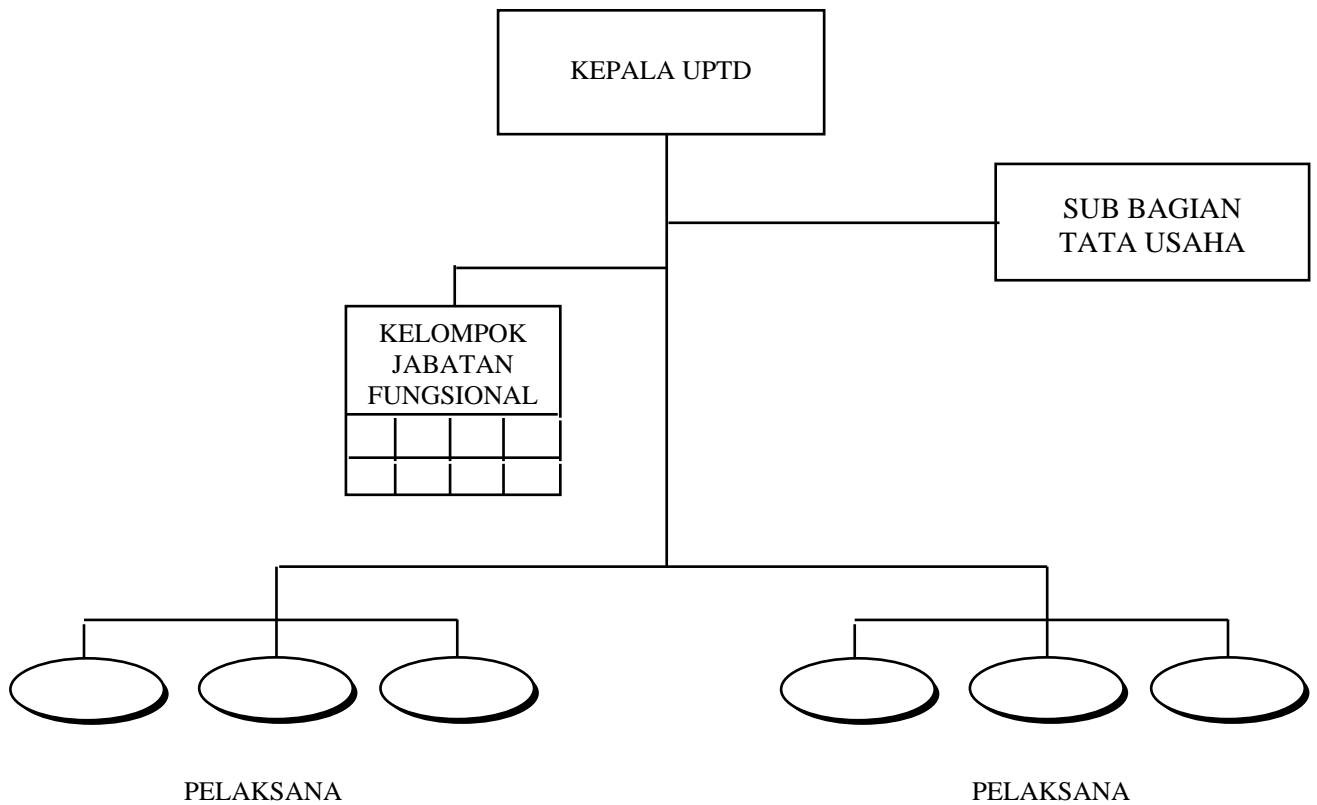 KEPALA UPTD
SUB BAGIAN
TATA USAHA
KELOMPOK
JABATAN
FUNGSIONAL
PELAKSANA
PELAKSANA